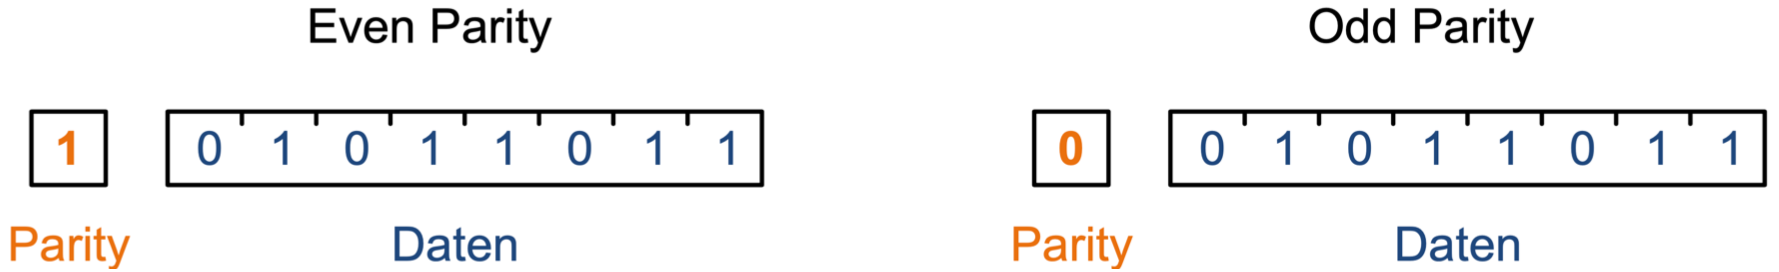 Even Parity
Odd Parity
1 0 1 0 1 1 0 1 1
0 0 1 0 1 1 0 1 1
Parity Daten
Parity Daten